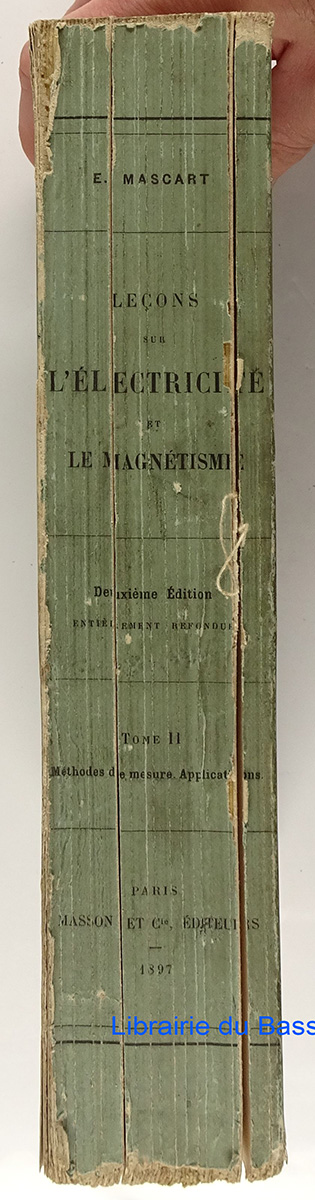 E. MASCART
LEÇONS
SUR
L'ÉLECTRICITÉ
ET
LE MAGNÉTISME
Deuxième Édition
ENTIÈREMENT REFONDUE
TOME II
Méthodes de mesure. Applications.
PARIS
MASSON ET Cie, ÉDITEURS
1897
Librairie du Bass